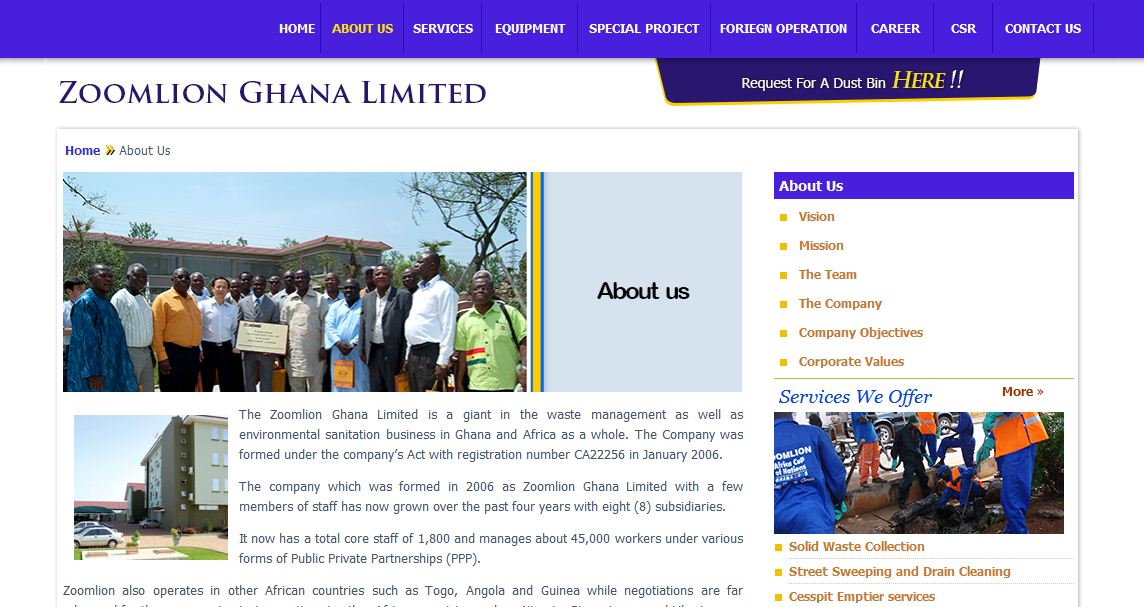 HOME ABOUT US SERVICES EQUIPMENT SPECIAL PROJECT FORIEGN OPERATION CAREER CSR CONTACT US
Zoomlion Ghana Limited
Request For A Dust Bin HERE !!
Home About Us
About us
The Zoomlion Ghana Limited is a giant in the waste management as well as
environmental sanitation business in Ghana and Africa as a whole. The Company was
formed under the company's Act with registration number CA22256 in January 2006.
The company which was formed in 2006 as Zoomlion Ghana Limited with a few
members of staff has now grown over the past four years with eight (8) subsidiaries.
It now has a total core staff of 1,800 and manages about 45,000 workers under various
forms of Public Private Partnerships (PPP).
Zoomlion also operates in other African countries such as Togo, Angola and Guinea while negotiations are far
About Us
Vision
Mission
The Team
The Company
Company Objectives
Corporate Values
Services We Offer
More »
OOMLION
Africa Cup
of Nations
Solid Waste Collection
Street Sweeping and Drain Cleaning
Cesspit Emptier services